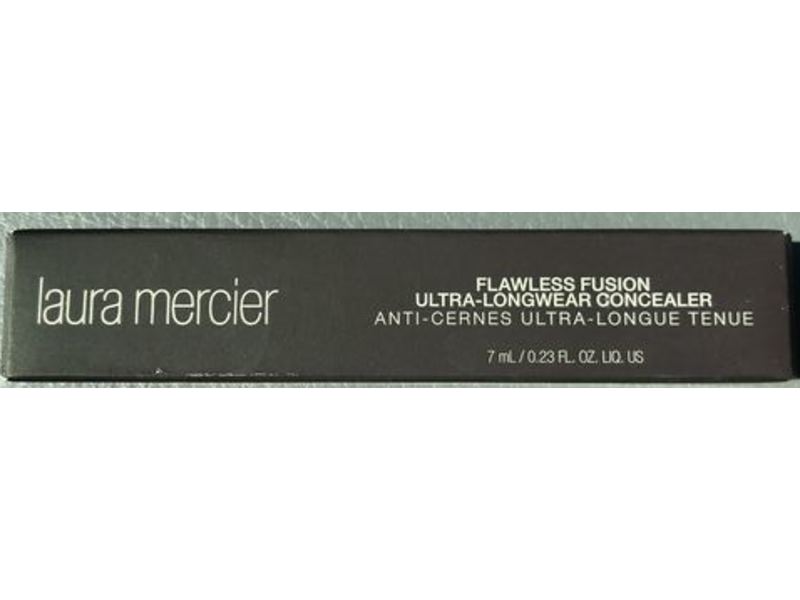 laura mercier
FLAWLESS FUSION
ULTRA-LONGWEAR CONCEALER
ANTI-CERNES ULTRA-LONGUE TENUE
7 mL / 0.23 FL. OZ. LIQ. US